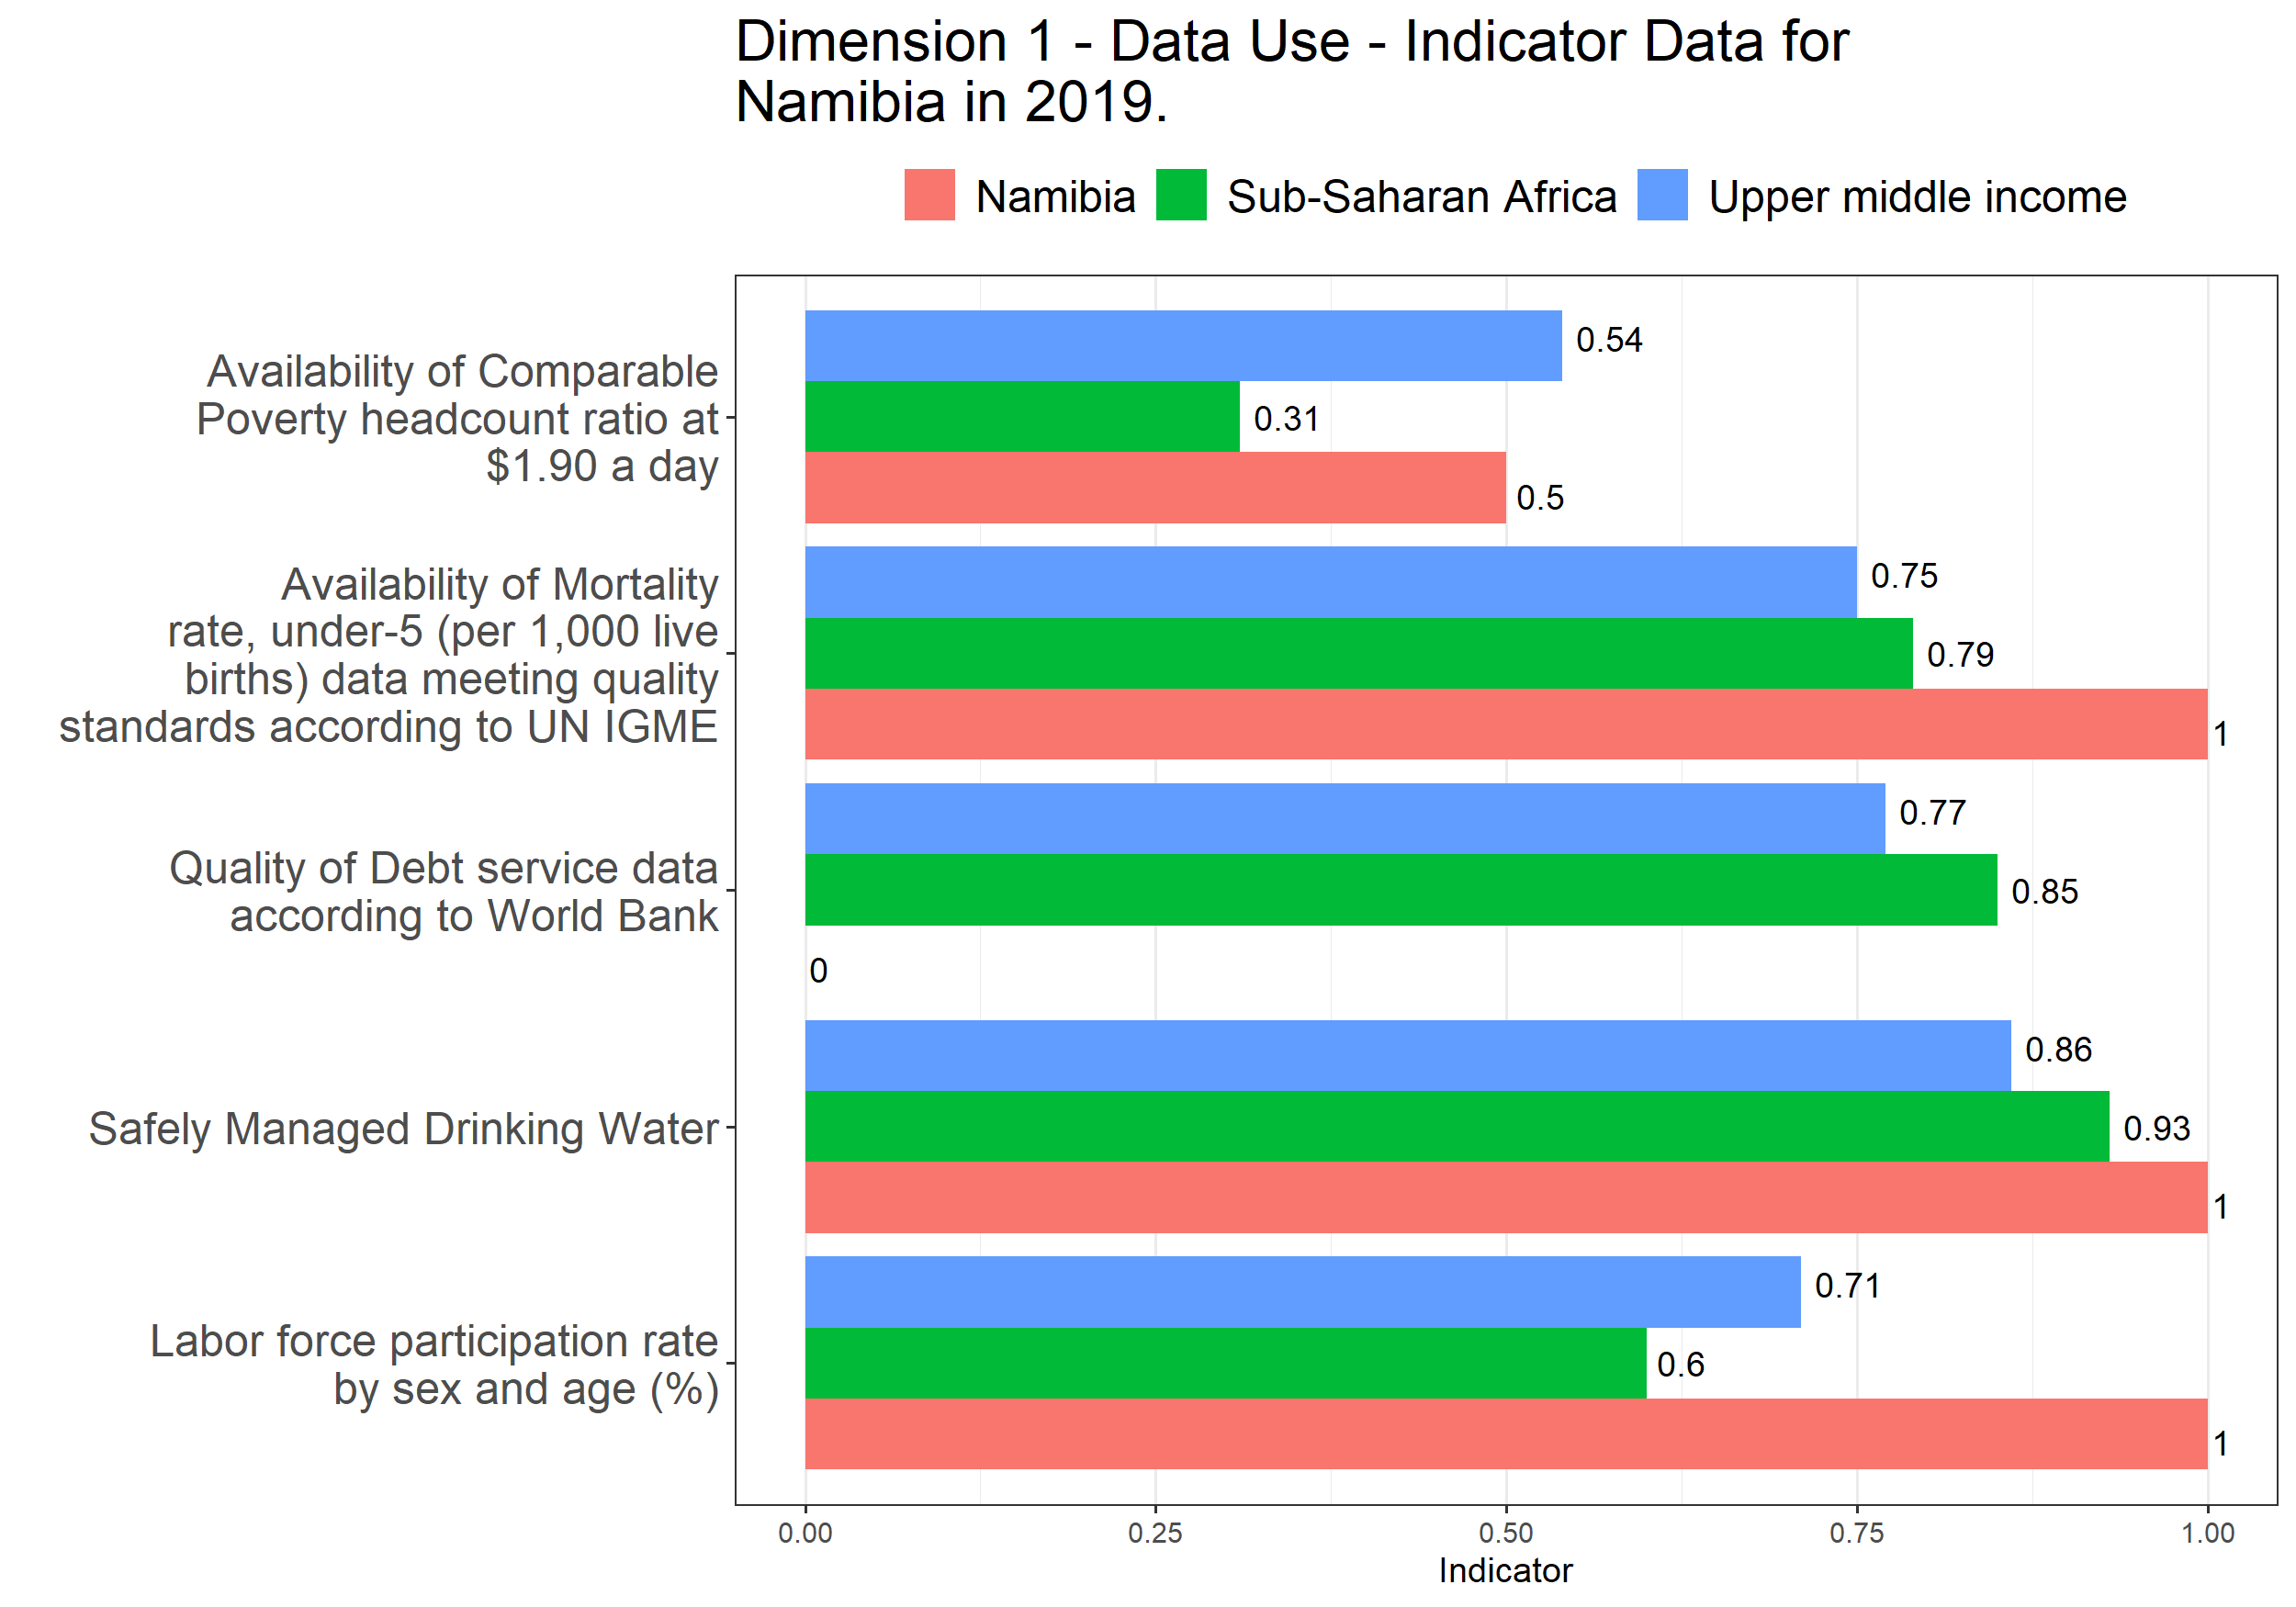 Dimension 1 - Data Use - Indicator Data for
Namibia in 2019.
Namibia
Sub-Saharan Africa
Upper middle income
Availability of Comparable
Poverty headcount ratio at
$1.90 a day
0.54
0.31
0.5
Availability of Mortality
rate, under-5 (per 1,000 live
births) data meeting quality
standards according to UN IGME
0.75
0.79
1
Quality of Debt service data
according to World Bank
0.77
0.85
0
Safely Managed Drinking Water
0.86
0.93
1
Labor force participation rate
by sex and age (%)
0.71
0.6
1
0.00
0.25
0.50
0.75
1.00
Indicator